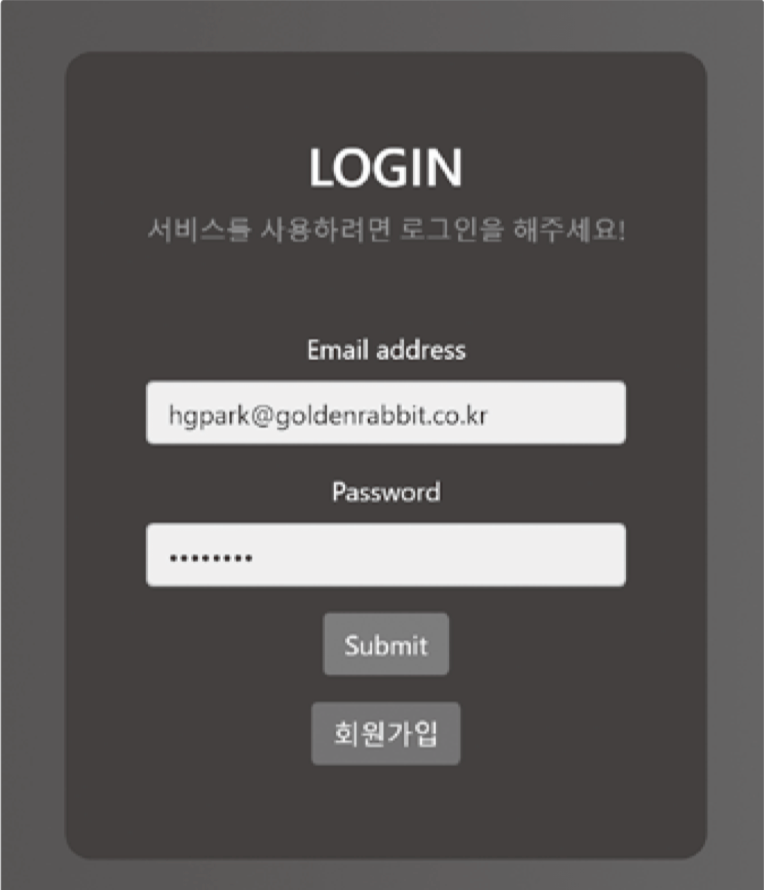 LOGIN
서비스를 사용하려면 로그인을 해주세요!
Email address
hgpark@goldenrabbit.co.kr
Password
••••••••
Submit
회원가입